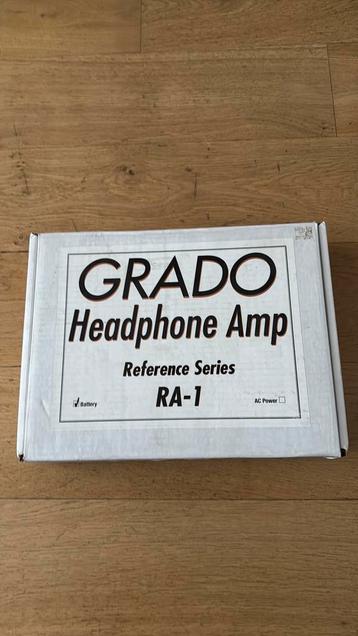 GRADO
Headphone Amp
Reference Series
RA-1
Battery
AC Power